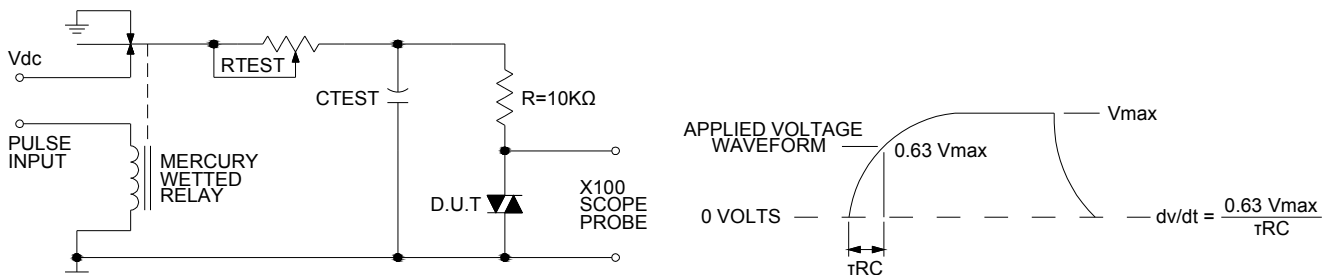 Vdc
RTEST
CTEST
R=10KΩ
PULSE
INPUT
MERCURY
WETTED
RELAY
D.U.T
X100
SCOPE
PROBE
APPLIED VOLTAGE
WAVEFORM
Vmax
0.63 Vmax
0 VOLTS
dv/dt = 0.63 Vmax
τRC
τRC